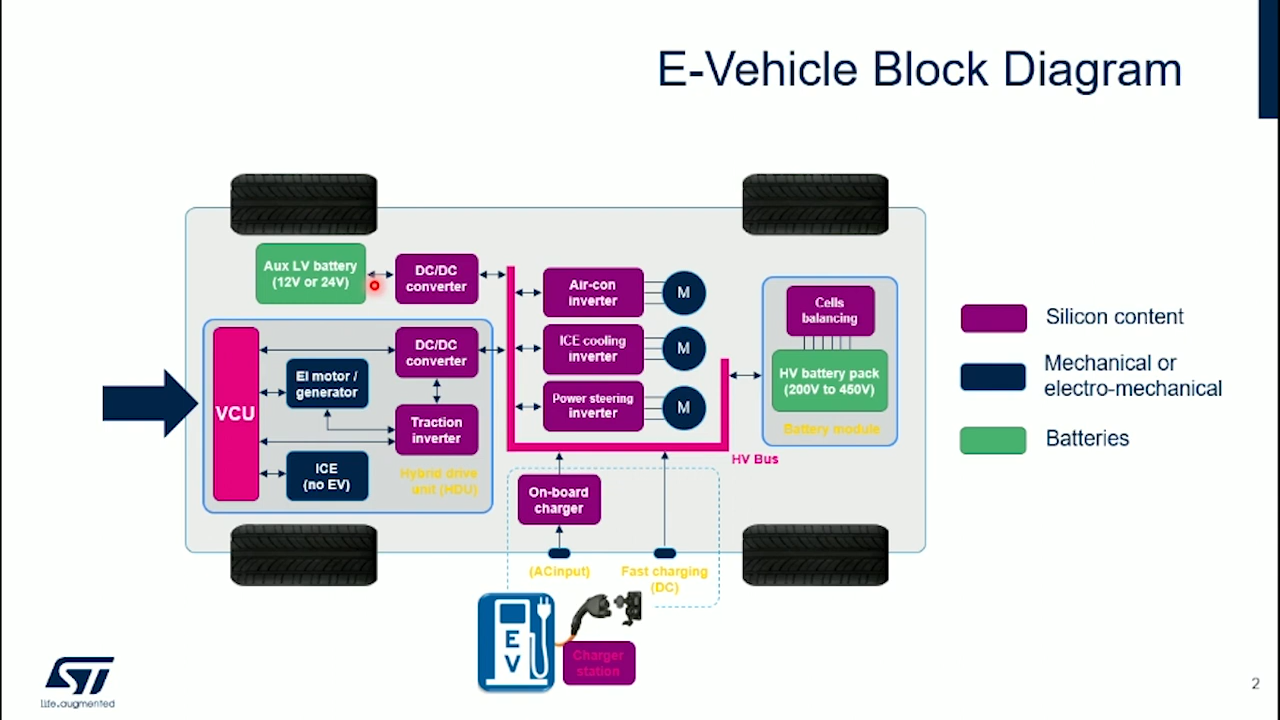 E-Vehicle Block Diagram
Aux LV battery
(12V or 24V)
DC/DC
converter
Air-con
inverter
M
Cells
balancing
Silicon content
VCU
DC/DC
converter
ICE cooling
inverter
M
HV battery pack
(200V to 450V)
Mechanical or
electro-mechanical
El motor /
generator
Power steering
inverter
M
Traction
inverter
Battery module
Batteries
ICE
(no EV)
Hybrid drive
unit (HDU)
HV Bus
On-board
charger
(ACinput)
Fast charging
(DC)
E
V
Charger
station
ST
life.augmented
2